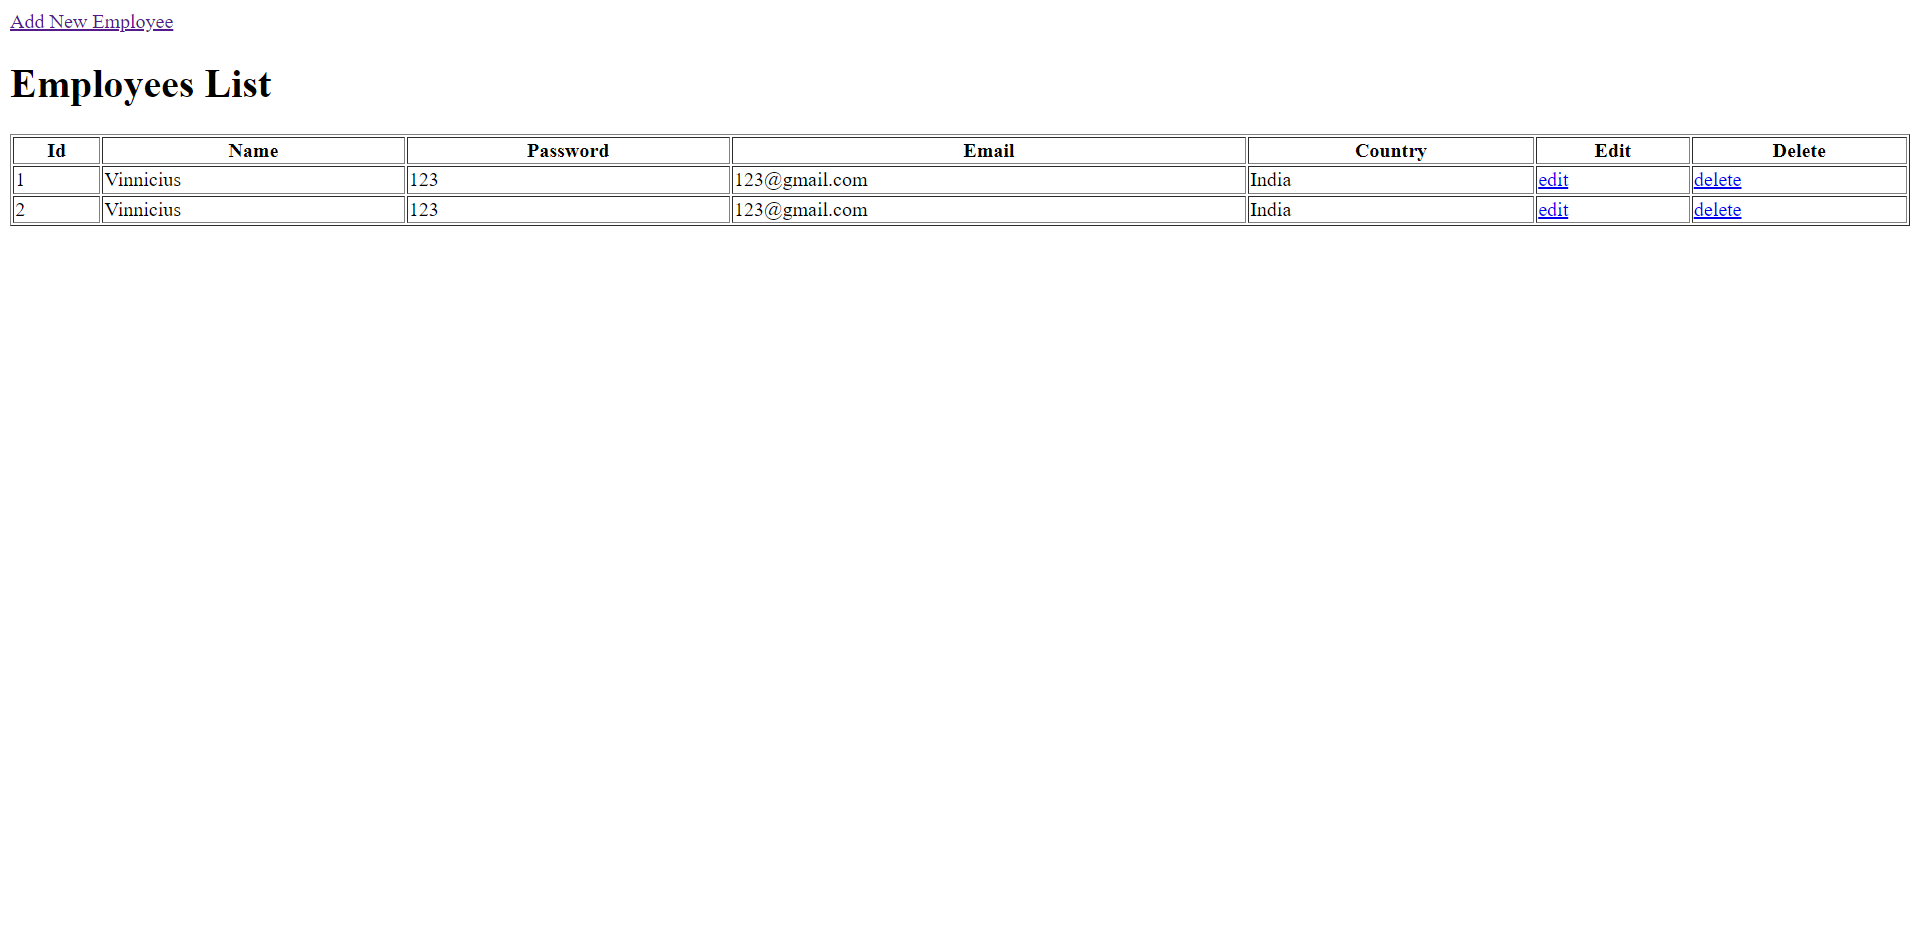 Add New Employee
Employees List
Id Name Password Email Country Edit Delete
1 Vinnicius 123 123@gmail.com India edit delete
2 Vinnicius 123 123@gmail.com India edit delete